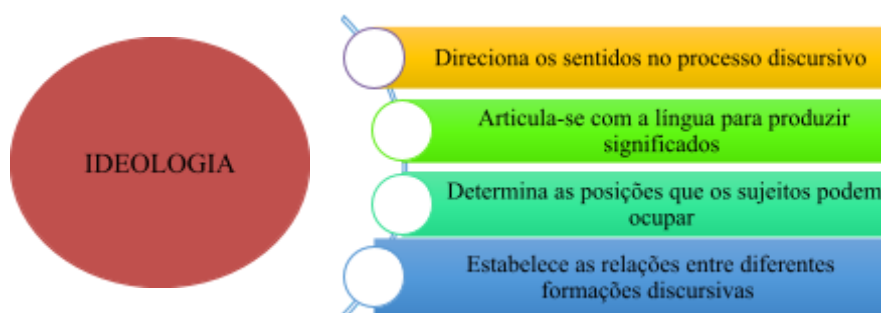 IDEOLOGIA
Direciona os sentidos no processo discursivo
Articula-se com a língua para produzir
significados
Determina as posições que os sujeitos podem
ocupar
Estabelece as relações entre diferentes
formações discursivas